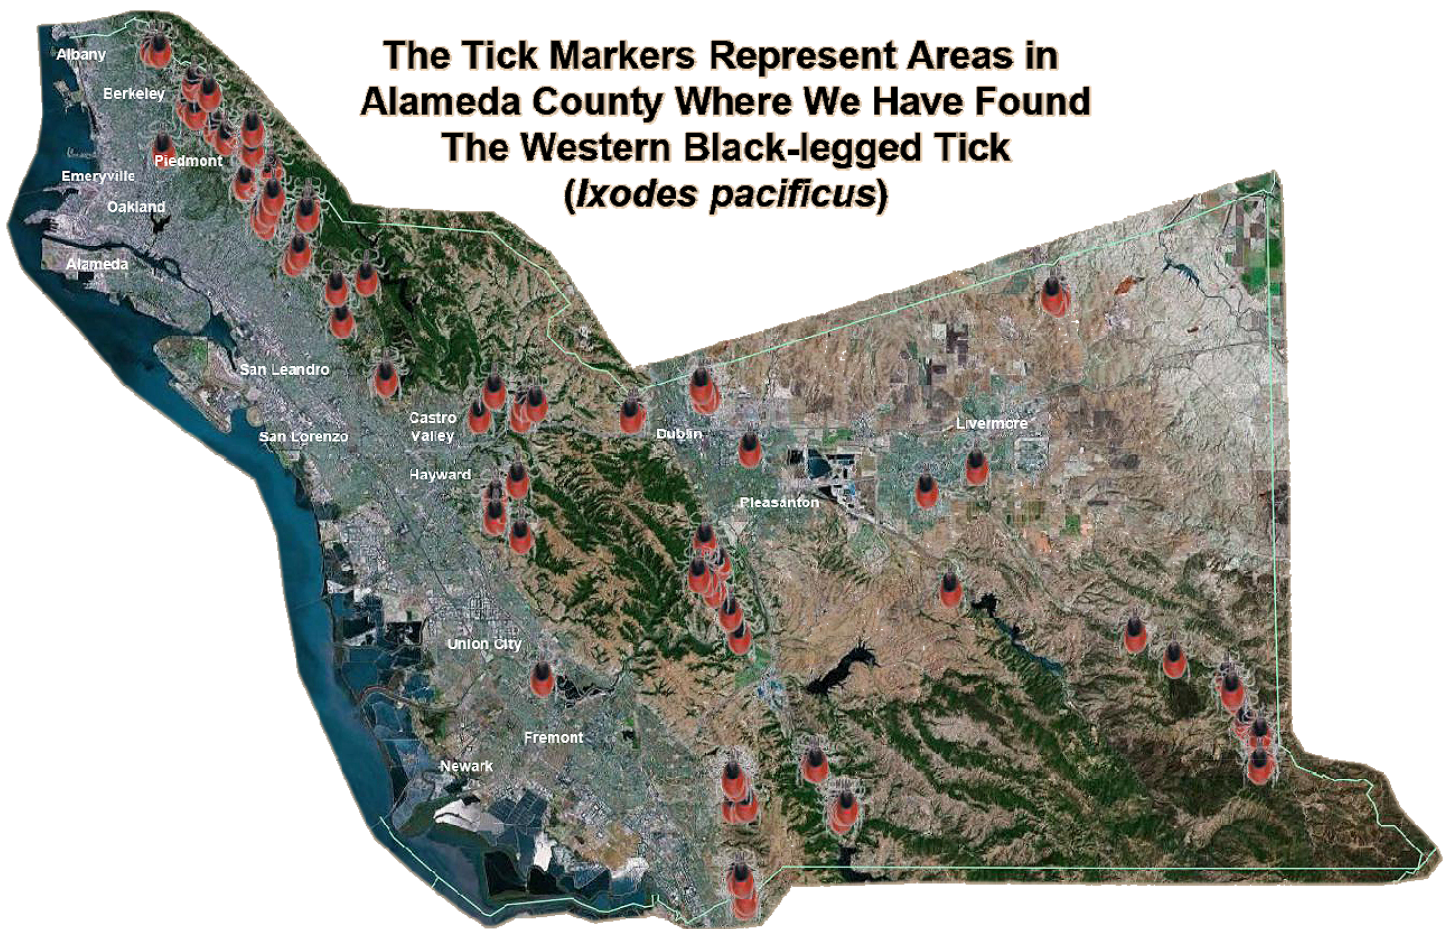 The Tick Markers Represent Areas in
Alameda County Where We Have Found
The Western Black-legged Tick
(Ixodes pacificus)
Albany
Berkeley
Piedmont
Emeryville
Oakland
Alameda
San Leandro
Castro
Valley
San Lorenzo
Hayward
Dublin
Livermore
Pleasanton
Union City
Fremont
Newark